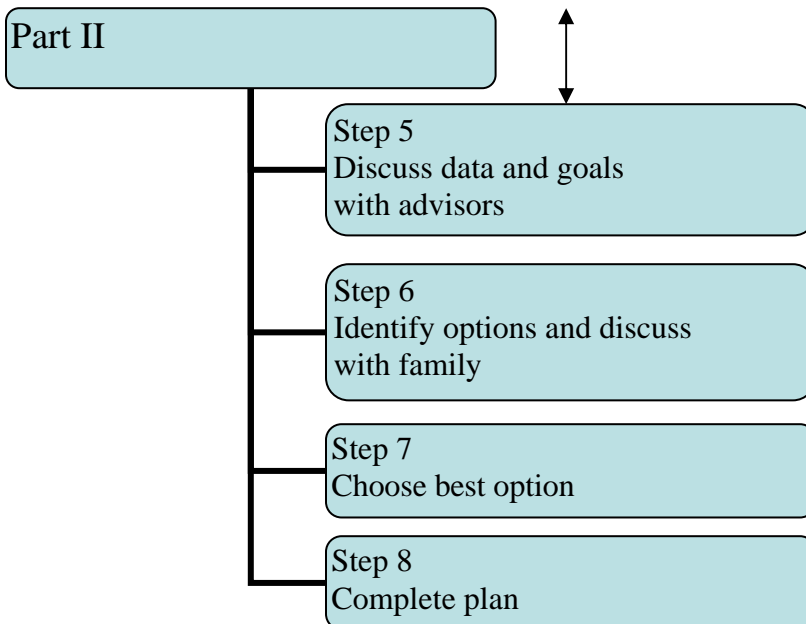 Part II
Step 5
Discuss data and goals
with advisors
Step 6
Identify options and discuss
with family
Step 7
Choose best option
Step 8
Complete plan